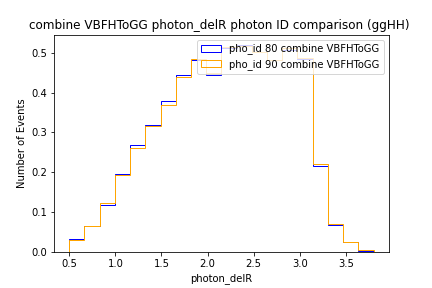 combine VBFHToGG photon_delR photon ID comparison (ggHH)
pho_id 80 combine VBFHToGG
pho_id 90 combine VBFHToGG
Number of Events
0.5
0.4
0.3
0.2
0.1
0.0
0.5 1.0 1.5 2.0 2.5 3.0 3.5
photon_delR